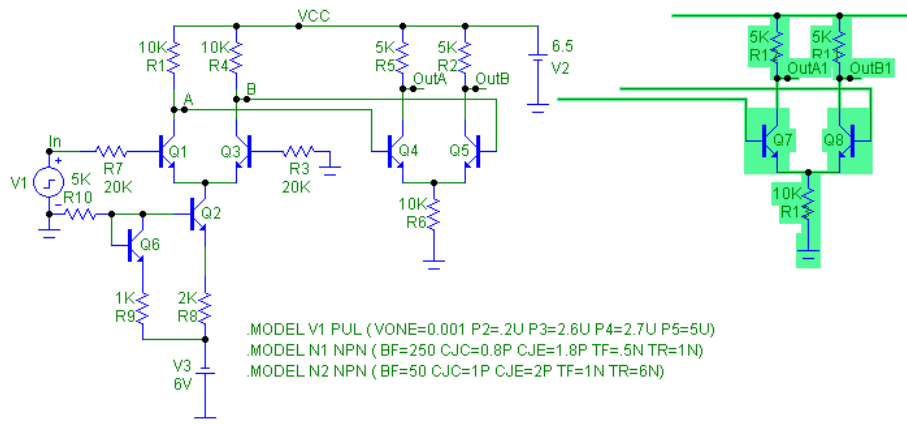 VCC
10K
R1
10K
R4
5K
R5
5K
R2
6.5
V2
5K
R1
5K
R11
OutA
OutB
OutA1
OutB1
A
B
In
V1
R7
20K
Q1
Q3
R3
20K
Q4
Q5
Q7
Q8
5K
R10
Q2
Q6
10K
R6
10K
R1
1K
R9
2K
R8
V3
6V
.MODEL V1 PUL ( VONE=0.001 P2=.2U P3=2.6U P4=2.7U P5=5U)
.MODEL N1 NPN ( BF=250 CJC=0.8P CJE=1.8P TF=.5N TR=1N)
.MODEL N2 NPN ( BF=50 CJC=1P CJE=2P TF=1N TR=6N)